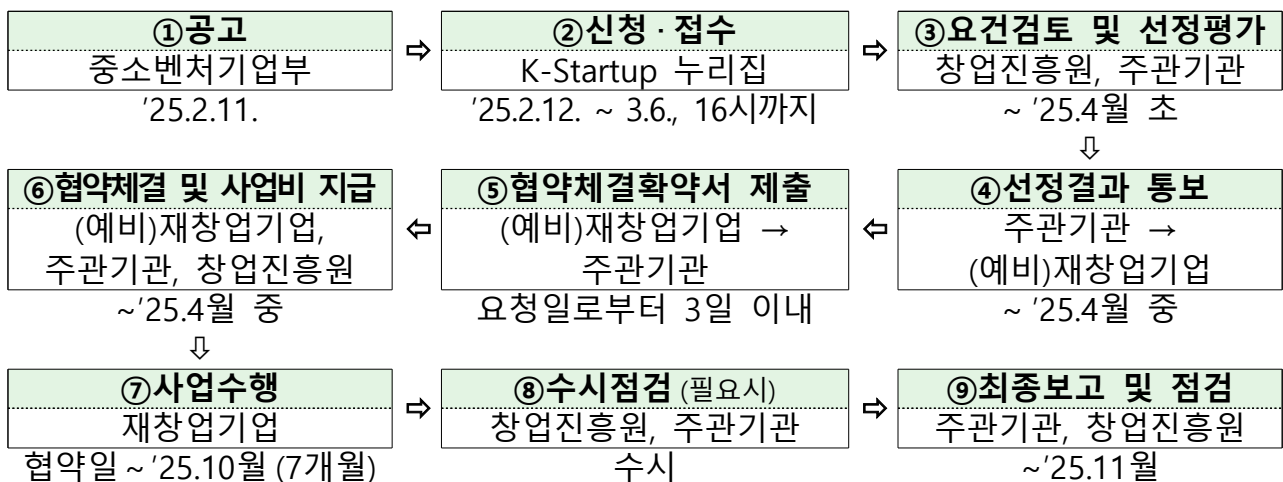 ①공고
중소벤처기업부
'25.2.11.
⇨
②신청·접수
K-Startup 누리집
'25.2.12. ~ 3.6., 16시까지
⇨
③요건검토 및 선정평가
창업진흥원, 주관기관
~ '25.4월 초
⇩
④선정결과 통보
주관기관 →
(예비)재창업기업
~ '25.4월 중
⇦
⑤협약체결확약서 제출
(예비)재창업기업 →
주관기관
요청일로부터 3일 이내
⇦
⑥협약체결 및 사업비 지급
(예비)재창업기업,
주관기관, 창업진흥원
~'25.4월 중
⇩
⑦사업수행
재창업기업
협약일 ~ '25.10월 (7개월)
⇨
⑧수시점검 (필요시)
창업진흥원, 주관기관
수시
⇨
⑨최종보고 및 점검
주관기관, 창업진흥원
~'25.11월